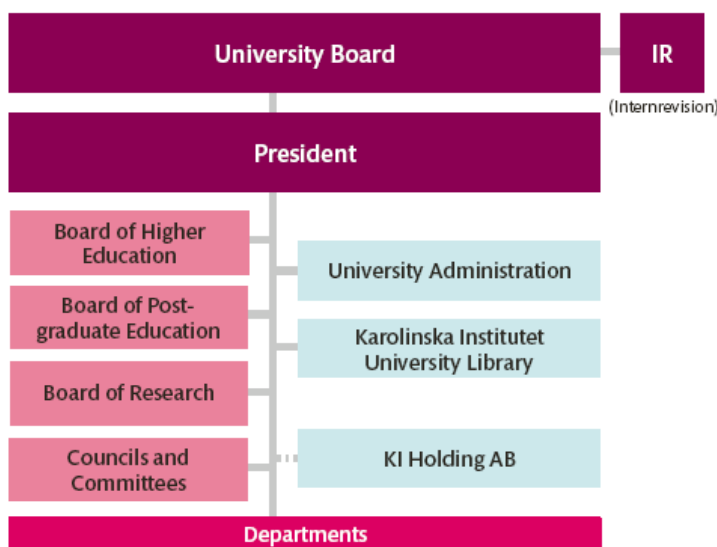 University Board
IR
(Internrevision)
President
Board of Higher
Education
University Administration
Board of Post-
graduate Education
Karolinska Institutet
University Library
Board of Research
Councils and
Committees
KI Holding AB
Departments